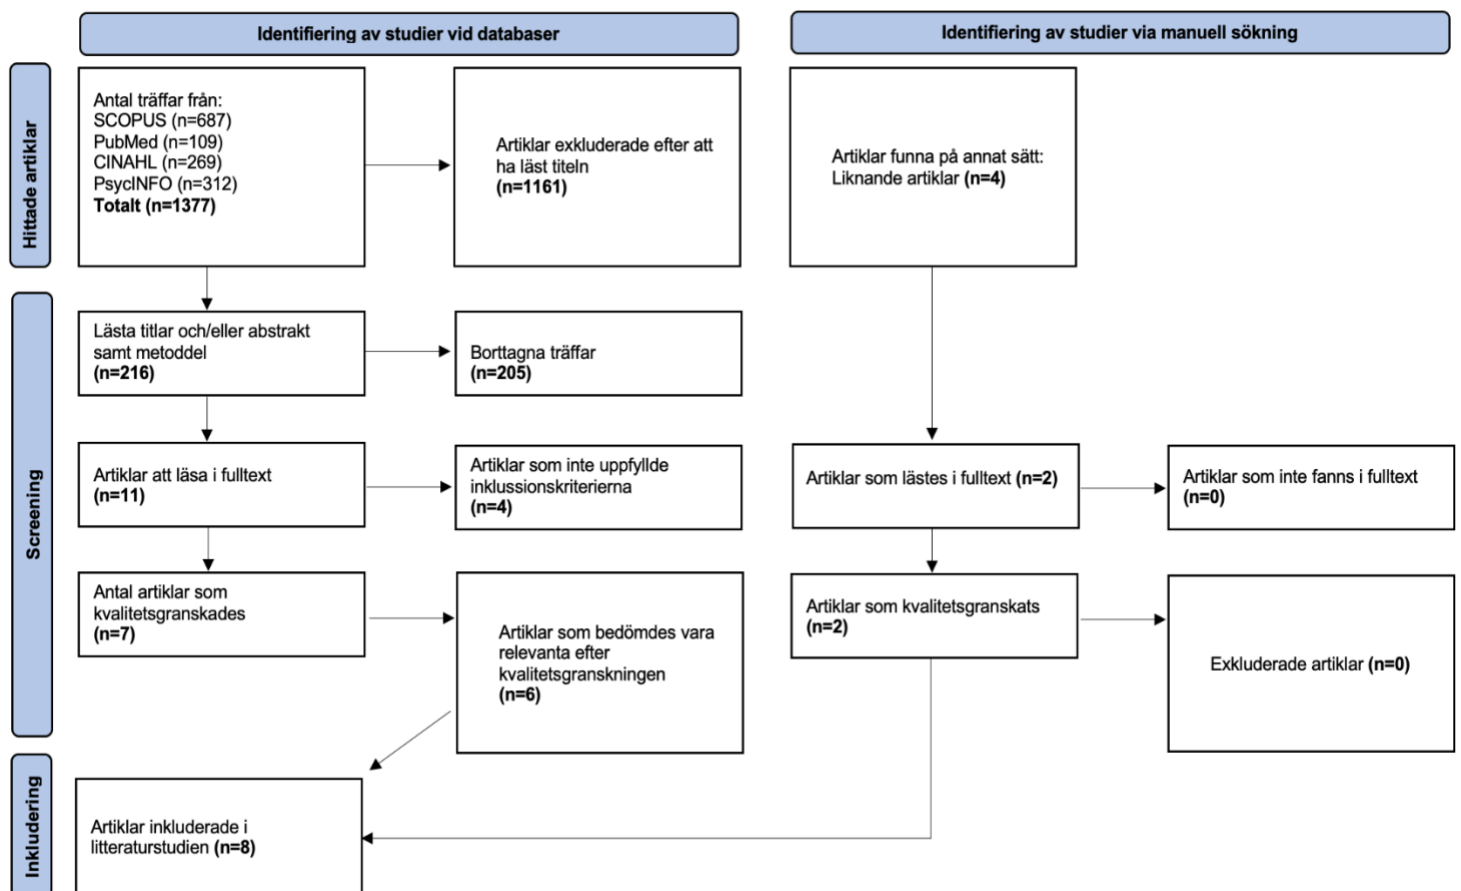 Identifiering av studier vid databaser
Identifiering av studier via manuell sökning
Hittade artiklar
Antal träffar från:
SCOPUS (n=687)
PubMed (n=109)
CINAHL (n=269)
PsycINFO (n=312)
Totalt (n=1377)
Artiklar exkluderade efter att
ha läst titeln
(n=1161)
Artiklar funna på annat sätt:
Liknande artiklar (n=4)
Screening
Lästa titlar och/eller abstrakt
samt metoddel
(n=216)
Borttagna träffar
(n=205)
Artiklar att läsa i fulltext
(n=11)
Artiklar som inte uppfyllde
inklussionskriterierna
(n=4)
Artiklar som lästes i fulltext (n=2)
Artiklar som inte fanns i fulltext
(n=0)
Antal artiklar som
kvalitetsgranskades
(n=7)
Artiklar som bedömdes vara
relevanta efter
kvalitetsgranskningen
(n=6)
Artiklar som kvalitetsgranskats
(n=2)
Exkluderade artiklar (n=0)
Inkludering
Artiklar inkluderade i
litteraturstudien (n=8)